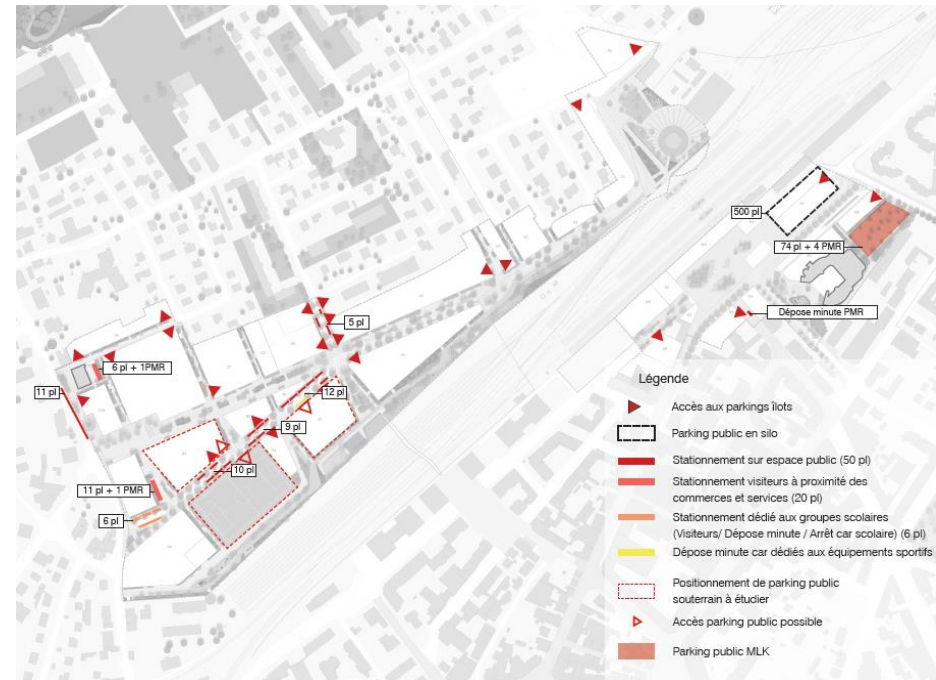 500 pl
74 pl + 4 PMR
Dépose minute PMR
5 pl
6 pl + 1PMR
11 pl
12 pl
9 pl
10 pl
11 pl + 1 PMR
6 pl
Légende
Accès aux parkings îlots
Parking public en silo
Stationnement sur espace public (50 pl)
Stationnement visiteurs à proximité des
commerces et services (20 pl)
Stationnement dédié aux groupes scolaires
(Visiteurs/ Dépose minute / Arrêt car scolaire) (6 pl)
Dépose minute car dédiés aux équipements sportifs
Positionnement de parking public
souterrain à étudier
Accès parking public possible
Parking public MLK